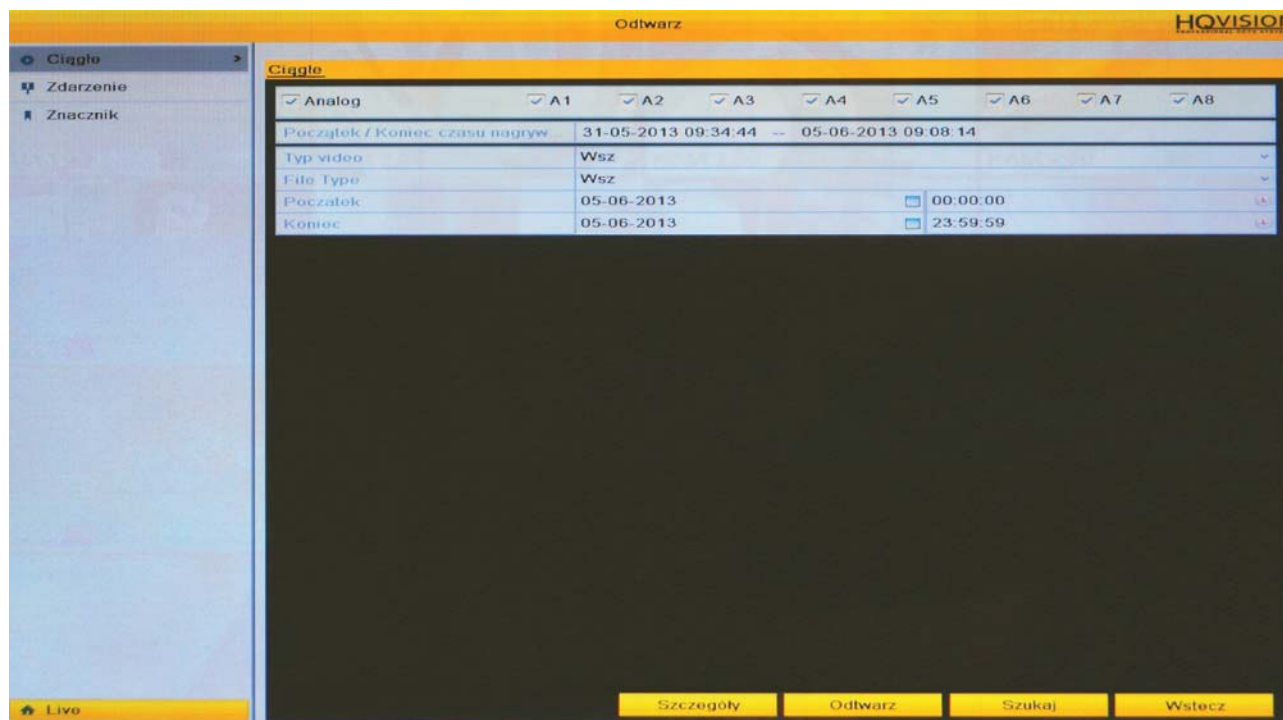 Odtwarz
HQVISION
Ciągłe
Zdarzenie
Znacznik
Ciągłe
Analog A1 A2 A3 A4 A5 A6 A7 A8
Początek / Koniec czasu nagryw... 31-05-2013 09:34:44 -- 05-06-2013 09:08:14
Typ video Wsz
File Type Wsz
Początek 05-06-2013 00:00:00
Koniec 05-06-2013 23:59:59
Live
Szczegóły Odtwarz Szukaj Wstecz